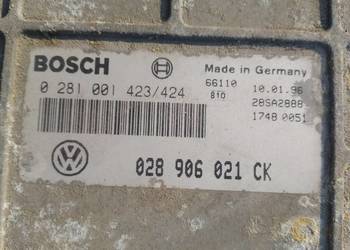 BOSCH
Made in Germany
0 281 001 423/424
66110 10.01.96
810 28SA2888
1748 0051
028 906 021 CK